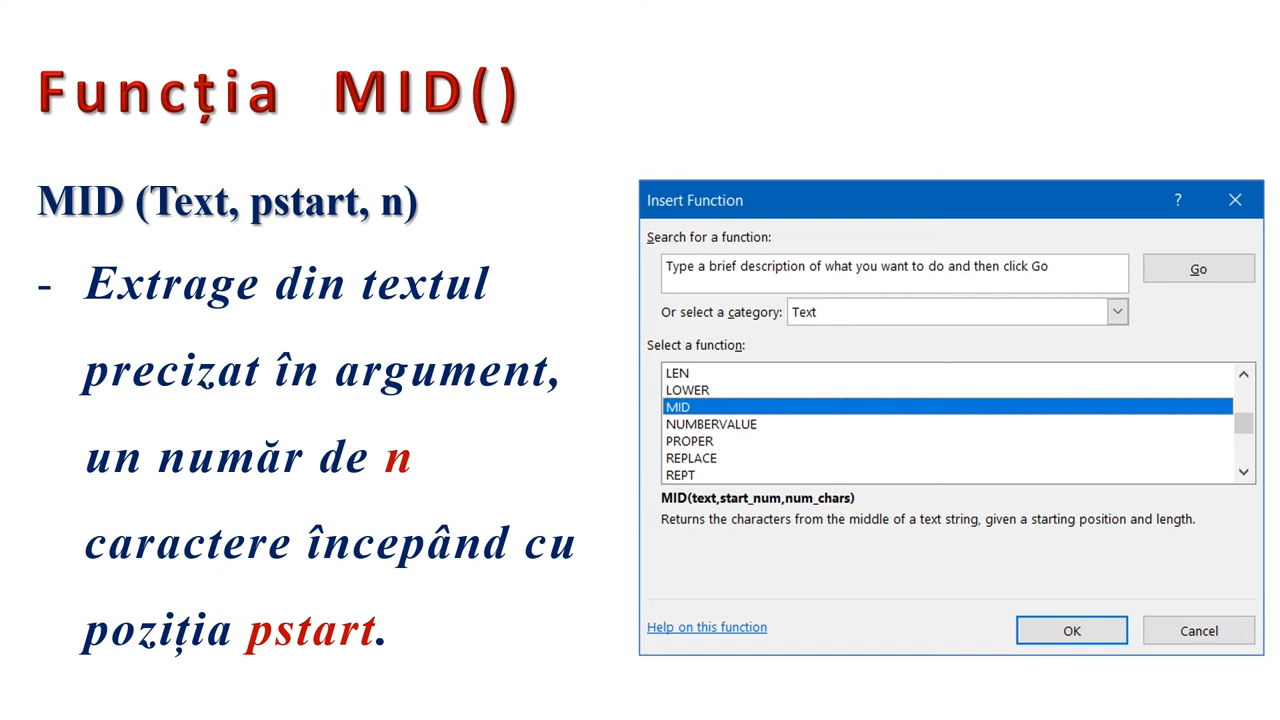 Funcția MID()
MID (Text, pstart, n)
- Extrage din textul
precizat în argument,
un număr de n
caractere începând cu
poziția pstart.
Insert Function
?
Search for a function:
Type a brief description of what you want to do and then click Go
Go
Or select a category: Text
Select a function:
LEN
LOWER
MID
NUMBERVALUE
PROPER
REPLACE
REPT
MID(text,start_num,num_chars)
Returns the characters from the middle of a text string, given a starting position and length.
Help on this function
OK
Cancel